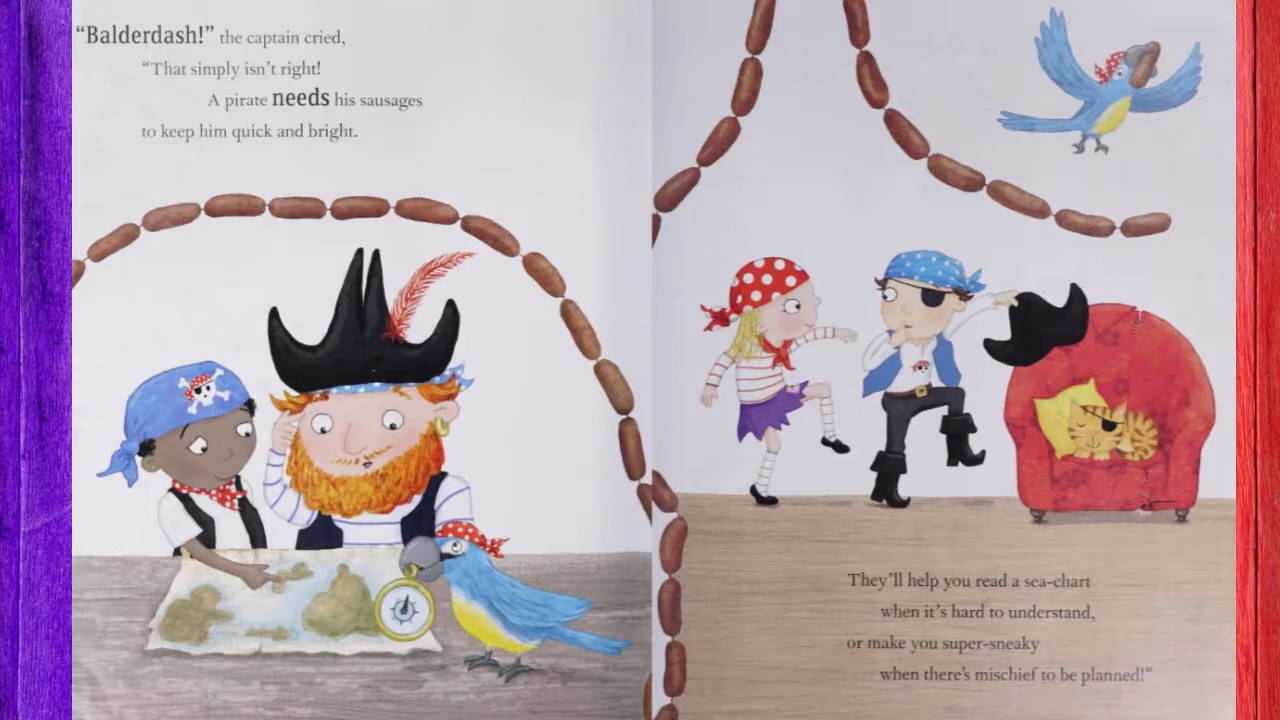 “Balderdash!” the captain cried,
“That simply isn’t right!
A pirate needs his sausages
to keep him quick and bright.
They’ll help you read a sea-chart
when it’s hard to understand,
or make you super-sneaky
when there’s mischief to be planned!”